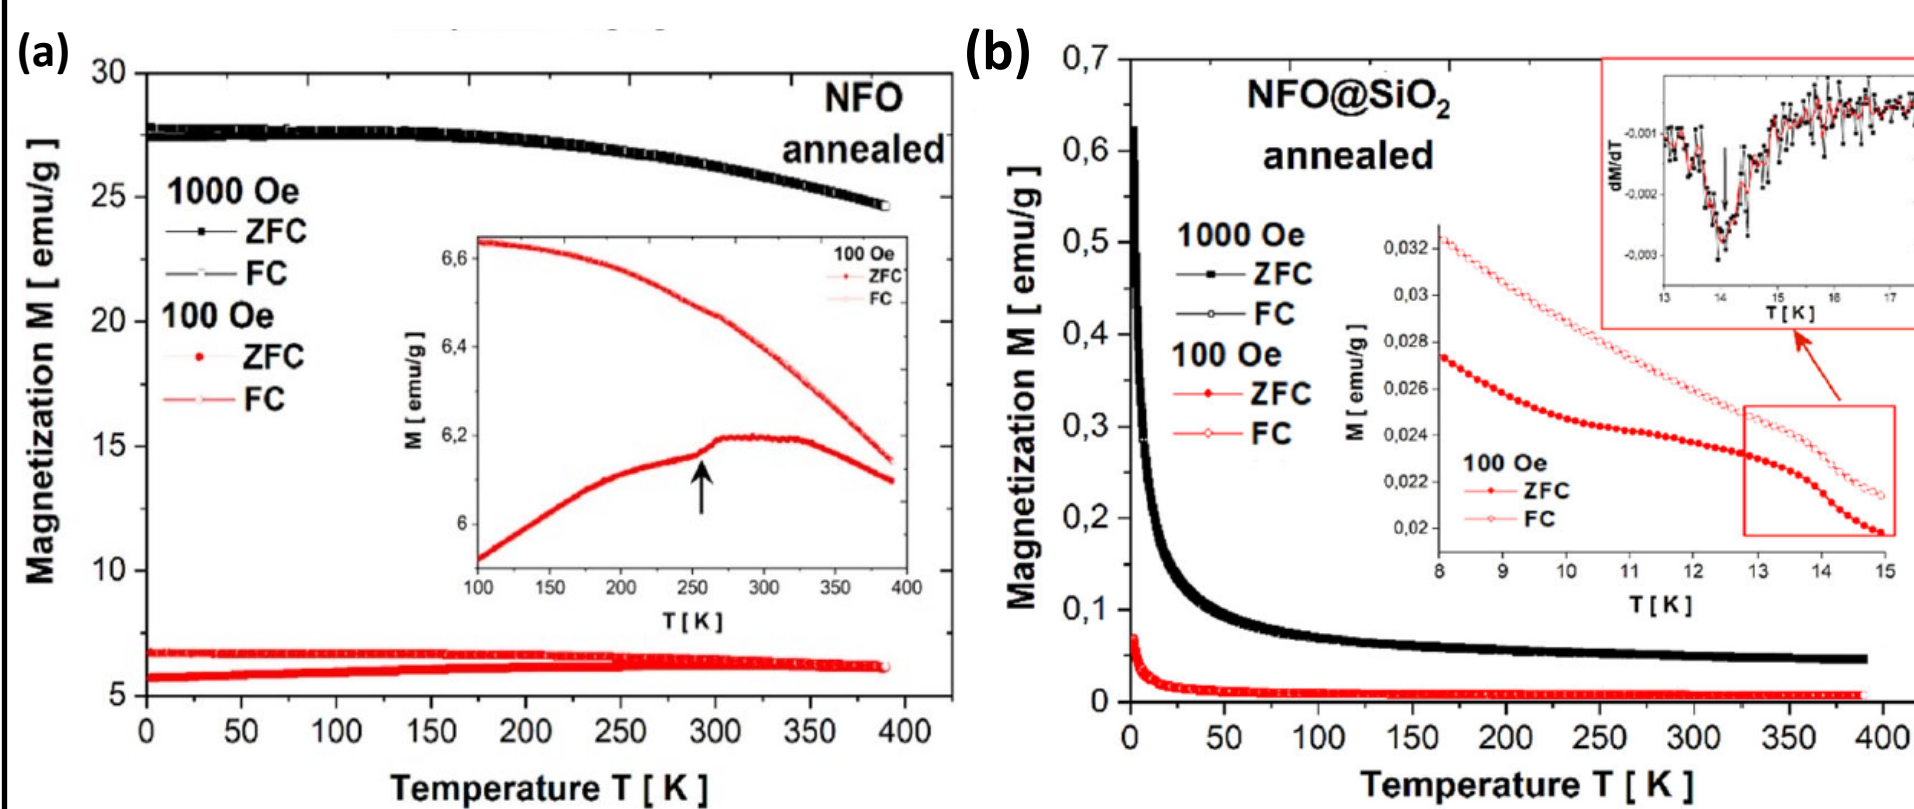 (a)
30
25
20
15
10
5
Magnetization M [ emu/g ]
NFO
annealed
1000 Oe
ZFC
FC
100 Oe
ZFC
FC
6,6
6,4
6,2
6
M [ emu/g ]
100 Oe
ZFC
FC
100 150 200 250 300 350 400
T [ K ]
0 50 100 150 200 250 300 350 400
Temperature T [ K ]
(b)
0,7
0,6
0,5
0,4
0,3
0,2
0,1
0
Magnetization M [ emu/g ]
NFO@SiO₂
annealed
1000 Oe
ZFC
FC
100 Oe
ZFC
FC
-0,001
-0,002
-0,003
dM/dT
13 14 15 16 17
T [ K ]
0,032
0,03
0,028
0,026
0,024
0,022
0,02
M [ emu/g ]
100 Oe
ZFC
FC
8 9 10 11 12 13 14 15
T [ K ]
0 50 100 150 200 250 300 350 400
Temperature T [ K ]